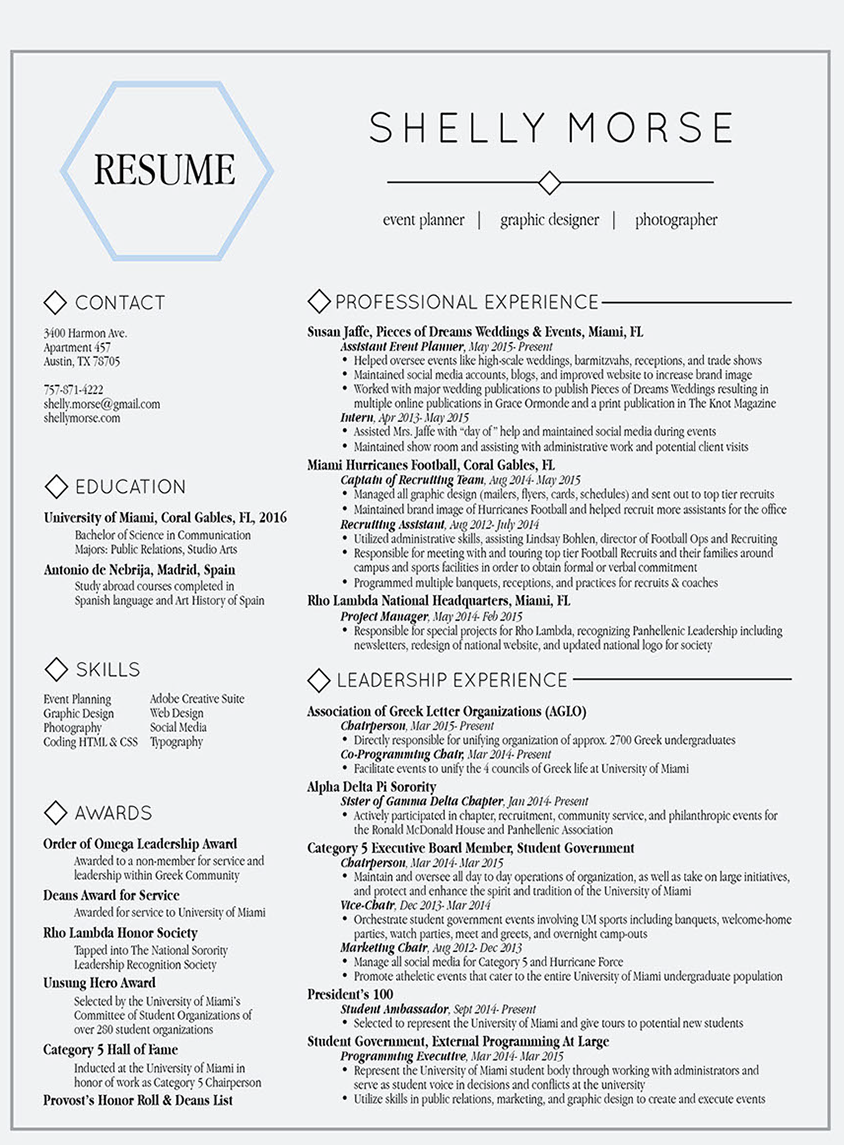 RESUME
SHELLY MORSE
event planner | graphic designer | photographer
CONTACT
3400 Harmon Ave.
Apartment 457
Austin, TX 78705
757-871-4222
shelly.morse@gmail.com
shellymorse.com
EDUCATION
University of Miami, Coral Gables, FL, 2016
Bachelor of Science in Communication
Majors: Public Relations, Studio Arts
Antonio de Nebrija, Madrid, Spain
Study abroad courses completed in
Spanish language and Art History of Spain
SKILLS
Event Planning Adobe Creative Suite
Graphic Design Web Design
Photography Social Media
Coding HTML & CSS Typography
AWARDS
Order of Omega Leadership Award
Awarded to a non-member for service and
leadership within Greek Community
Deans Award for Service
Awarded for service to University of Miami
Rho Lambda Honor Society
Tapped into The National Sorority
Leadership Recognition Society
Unsung Hero Award
Selected by the University of Miami's
Committee of Student Organizations of
over 280 student organizations
Category 5 Hall of Fame
Inducted at the University of Miami in
honor of work as Category 5 Chairperson
Provost's Honor Roll & Deans List
PROFESSIONAL EXPERIENCE
Susan Jaffe, Pieces of Dreams Weddings & Events, Miami, FL
Assistant Event Planner, May 2015- Present
• Helped oversee events like high-scale weddings, barmitzvahs, receptions, and trade shows
• Maintained social media accounts, blogs, and improved website to increase brand image
• Worked with major wedding publications to publish Pieces of Dreams Weddings resulting in
multiple online publications in Grace Ormonde and a print publication in The Knot Magazine
Intern, Apr 2013- May 2015
• Assisted Mrs. Jaffe with "day of" help and maintained social media during events
• Maintained show room and assisting with administrative work and potential client visits
Miami Hurricanes Football, Coral Gables, FL
Captain of Recruiting Team, Aug 2014- May 2015
• Managed all graphic design (mailers, flyers, cards, schedules) and sent out to top tier recruits
• Maintained brand image of Hurricanes Football and helped recruit more assistants for the office
Recruiting Assistant, Aug 2012- July 2014
• Utilized administrative skills, assisting Lindsay Bohlen, director of Football Ops and Recruiting
• Responsible for meeting with and touring top tier Football Recruits and their families around
campus and sports facilities in order to obtain formal or verbal commitment
• Programmed multiple banquets, receptions, and practices for recruits & coaches
Rho Lambda National Headquarters, Miami, FL
Project Manager, May 2014- Feb 2015
• Responsible for special projects for Rho Lambda, recognizing Panhellenic Leadership including
newsletters, redesign of national website, and updated national logo for society
LEADERSHIP EXPERIENCE
Association of Greek Letter Organizations (AGLO)
Chairperson, Mar 2015- Present
• Directly responsible for unifying organization of approx. 2700 Greek undergraduates
Co-Programming Chair, Mar 2014- Present
• Facilitate events to unify the 4 councils of Greek life at University of Miami
Alpha Delta Pi Sorority
Sister of Gamma Delta Chapter, Jan 2014- Present
• Actively participated in chapter, recruitment, community service, and philanthropic events for
the Ronald McDonald House and Panhellenic Association
Category 5 Executive Board Member, Student Government
Chairperson, Mar 2014- Mar 2015
• Maintain and oversee all day to day operations of organization, as well as take on large initiatives,
and protect and enhance the spirit and tradition of the University of Miami
Vice-Chair, Dec 2013- Mar 2014
• Orchestrate student government events involving UM sports including banquets, welcome-home
parties, watch parties, meet and greets, and overnight camp-outs
Marketing Chair, Aug 2012- Dec 2013
• Manage all social media for Category 5 and Hurricane Force
• Promote atheletic events that cater to the entire University of Miami undergraduate population
President's 100
Student Ambassador, Sept 2014- Present
• Selected to represent the University of Miami and give tours to potential new students
Student Government, External Programming At Large
Programming Executive, Mar 2014- Mar 2015
• Represent the University of Miami student body through working with administrators and
serve as student voice in decisions and conflicts at the university
• Utilize skills in public relations, marketing, and graphic design to create and execute events